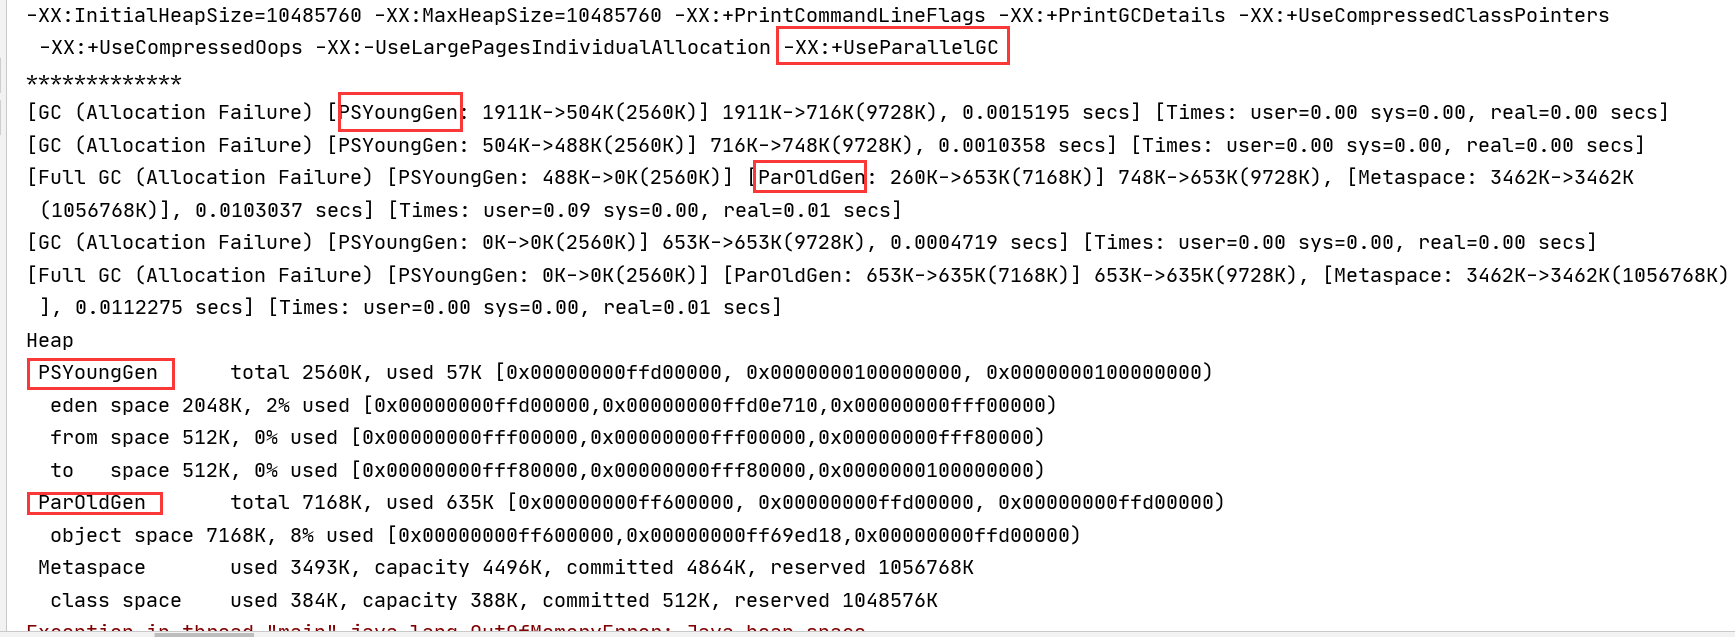 -XX:InitialHeapSize=10485760 -XX:MaxHeapSize=10485760 -XX:+PrintCommandLineFlags -XX:+PrintGCDetails -XX:+UseCompressedClassPointers
-XX:+UseCompressedOops -XX:-UseLargePagesIndividualAllocation -XX:+UseParallelGC
*************
[GC (Allocation Failure) [PSYoungGen: 1911K->504K(2560K)] 1911K->716K(9728K), 0.0015195 secs] [Times: user=0.00 sys=0.00, real=0.00 secs]
[GC (Allocation Failure) [PSYoungGen: 504K->488K(2560K)] 716K->748K(9728K), 0.0010358 secs] [Times: user=0.00 sys=0.00, real=0.00 secs]
[Full GC (Allocation Failure) [PSYoungGen: 488K->0K(2560K)] [ParOldGen: 260K->653K(7168K)] 748K->653K(9728K), [Metaspace: 3462K->3462K
(1056768K)], 0.0103037 secs] [Times: user=0.09 sys=0.00, real=0.01 secs]
[GC (Allocation Failure) [PSYoungGen: 0K->0K(2560K)] 653K->653K(9728K), 0.0004719 secs] [Times: user=0.00 sys=0.00, real=0.00 secs]
[Full GC (Allocation Failure) [PSYoungGen: 0K->0K(2560K)] [ParOldGen: 653K->635K(7168K)] 653K->635K(9728K), [Metaspace: 3462K->3462K(1056768K)
], 0.0112275 secs] [Times: user=0.00 sys=0.00, real=0.01 secs]
Heap
PSYoungGen total 2560K, used 57K [0x00000000ffd00000, 0x0000000100000000, 0x0000000100000000)
eden space 2048K, 2% used [0x00000000ffd00000,0x00000000ffd0e710,0x00000000fff00000)
from space 512K, 0% used [0x00000000fff00000,0x00000000fff00000,0x00000000fff80000)
to space 512K, 0% used [0x00000000fff80000,0x00000000fff80000,0x0000000100000000)
ParOldGen total 7168K, used 635K [0x00000000ff600000, 0x00000000ffd00000, 0x00000000ffd00000)
object space 7168K, 8% used [0x00000000ff600000,0x00000000ff69ed18,0x00000000ffd00000)
Metaspace used 3493K, capacity 4496K, committed 4864K, reserved 1056768K
class space used 384K, capacity 388K, committed 512K, reserved 1048576K
Exception in thread "main" java.lang.OutOfMemoryError: Java heap space